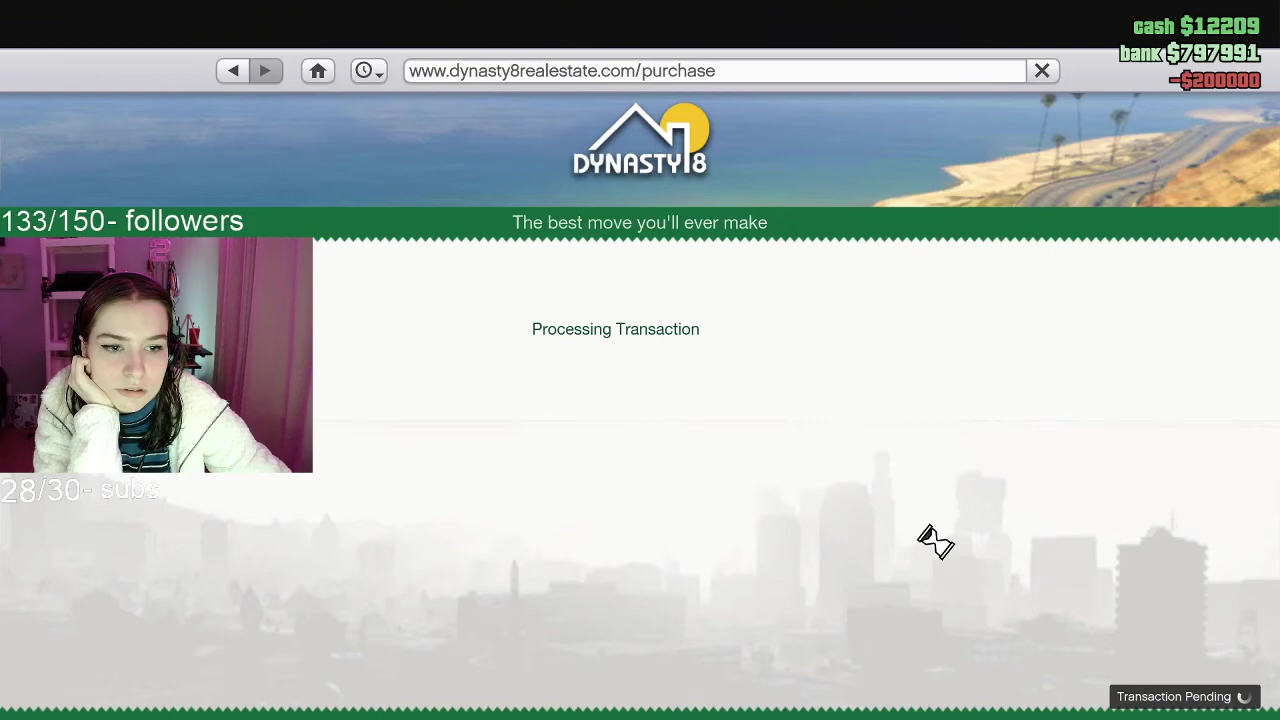 cash $12209
bank $797991
-$200000
www.dynasty8realestate.com/purchase
DYNASTY8
133/150- followers
The best move you'll ever make
Processing Transaction
28/30- subs
Transaction Pending